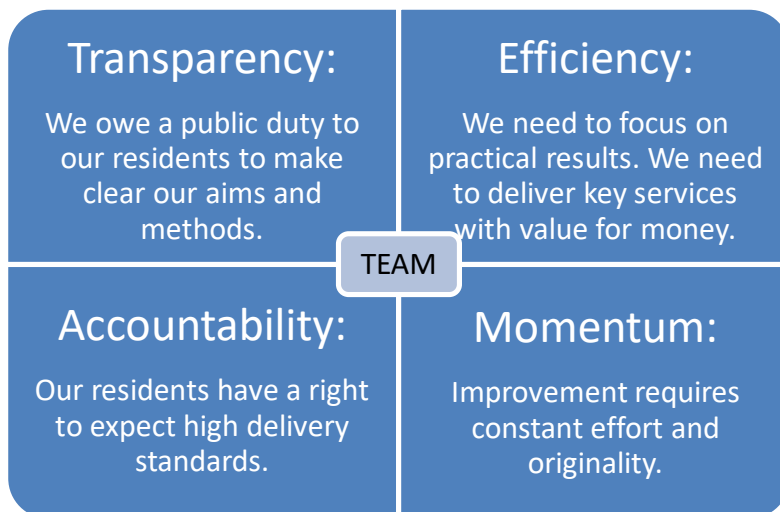 Transparency:
We owe a public duty to
our residents to make
clear our aims and
methods.
Efficiency:
We need to focus on
practical results. We need
to deliver key services
with value for money.
TEAM
Accountability:
Our residents have a right
to expect high delivery
standards.
Momentum:
Improvement requires
constant effort and
originality.